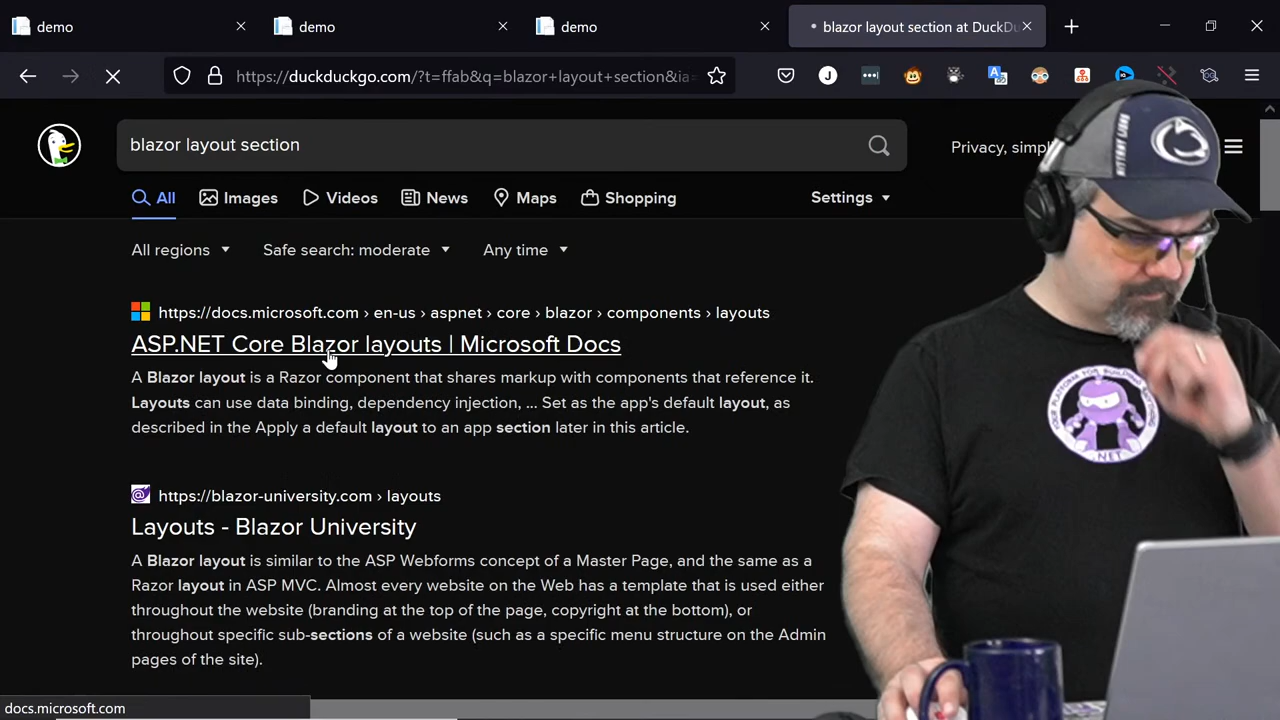 demo
demo
demo
blazor layout section at DuckDu
https://duckduckgo.com/?t=ffab&q=blazor+layout+section&ia=
blazor layout section
Privacy, simpl
All
Images
Videos
News
Maps
Shopping
Settings
All regions
Safe search: moderate
Any time
https://docs.microsoft.com › en-us › aspnet › core › blazor › components › layouts
ASP.NET Core Blazor layouts | Microsoft Docs
A Blazor layout is a Razor component that shares markup with components that reference it.
Layouts can use data binding, dependency injection, ... Set as the app's default layout, as
described in the Apply a default layout to an app section later in this article.
https://blazor-university.com › layouts
Layouts - Blazor University
A Blazor layout is similar to the ASP Webforms concept of a Master Page, and the same as a
Razor layout in ASP MVC. Almost every website on the Web has a template that is used either
throughout the website (branding at the top of the page, copyright at the bottom), or
throughout specific sub-sections of a website (such as a specific menu structure on the Admin
pages of the site).
docs.microsoft.com
.NET